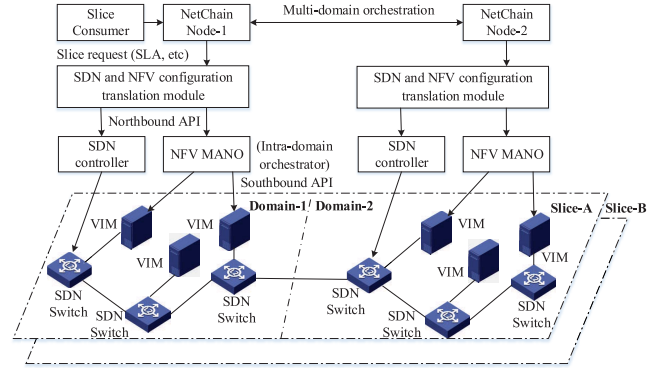 Slice
Consumer
NetChain
Node-1
Multi-domain orchestration
NetChain
Node-2
Slice request (SLA, etc)
SDN and NFV configuration
translation module
SDN and NFV configuration
translation module
Northbound API
SDN
controller
NFV MANO
(Intra-domain
orchestrator)
Southbound API
SDN
controller
NFV MANO
Domain-1
Domain-2
Slice-A
Slice-B
VIM
VIM
VIM
VIM
VIM
VIM
SDN
Switch
SDN
Switch
SDN
Switch
SDN
Switch
SDN
Switch
SDN
Switch